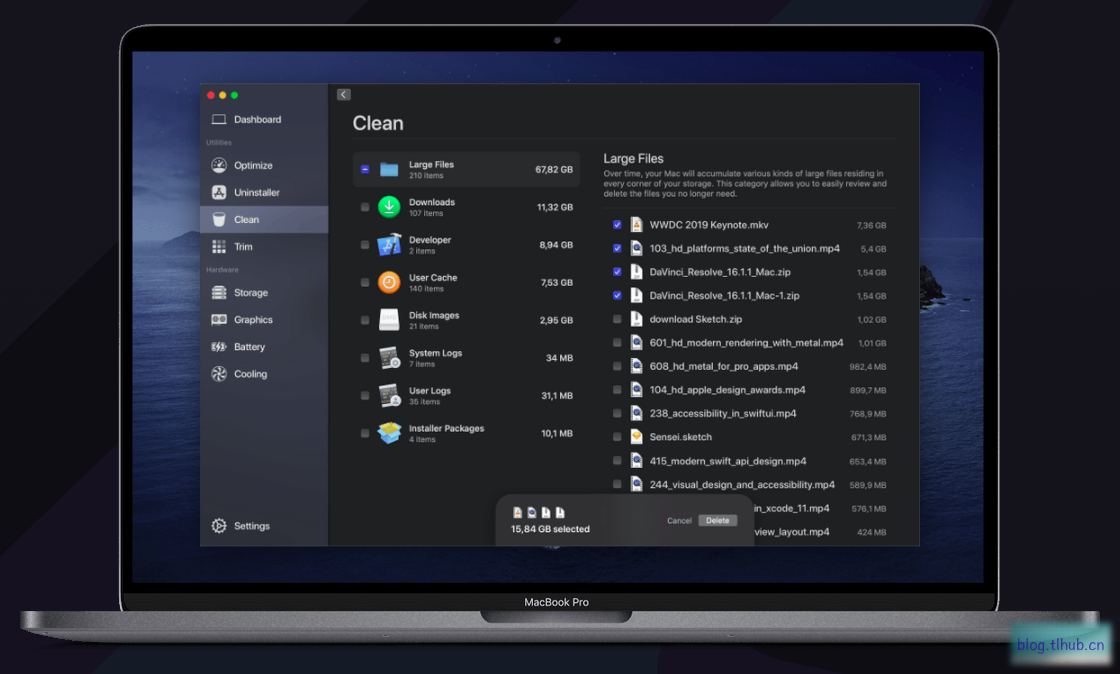 Dashboard
Utilities
Optimize
Uninstaller
Clean
Trim
Hardware
Storage
Graphics
Battery
Cooling
Settings
Clean
Large Files
210 items
67,82 GB
Downloads
107 items
11,32 GB
Developer
2 items
8,94 GB
User Cache
140 items
7,53 GB
Disk Images
21 items
2,95 GB
System Logs
7 items
34 MB
User Logs
35 items
31,1 MB
Installer Packages
4 items
10,1 MB
Large Files
Over time, your Mac will accumulate various kinds of large files residing in
every corner of your storage. This category allows you to easily review and
delete the files you no longer need.
WWDC 2019 Keynote.mkv 7,36 GB
103_hd_platforms_state_of_the_union.mp4 5,4 GB
DaVinci_Resolve_16.1.1_Mac.zip 1,54 GB
DaVinci_Resolve_16.1.1_Mac-1.zip 1,54 GB
download Sketch.zip 1,02 GB
601_hd_modern_rendering_with_metal.mp4 1,01 GB
608_hd_metal_for_pro_apps.mp4 982,4 MB
104_hd_apple_design_awards.mp4 899,7 MB
238_accessibility_in_swiftui.mp4 768,9 MB
Sensei.sketch 671,3 MB
415_modern_swift_api_design.mp4 653,4 MB
244_visual_design_and_accessibility.mp4 589,9 MB
in_xcode_11.mp4 576,1 MB
view_layout.mp4 424 MB
15,84 GB selected
Cancel
Delete
MacBook Pro
blog.tlhub.cn